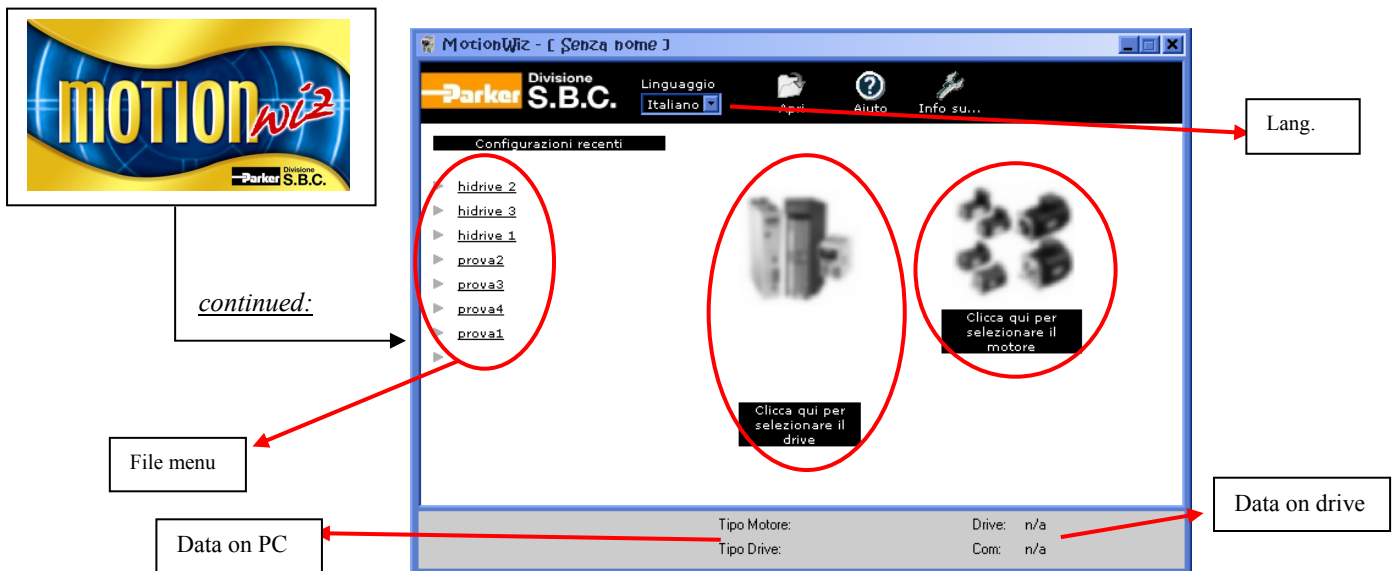 MOTION wiz
Parker Divisione S.B.C.
continued:
File menu
Data on PC
MotionWiz - [ Senza nome ]
Parker Divisione S.B.C.
Linguaggio
Italiano
Apri
Aiuto
Info su...
Lang.
Configurazioni recenti
hidrive 2
hidrive 3
hidrive 1
prova2
prova3
prova4
prova1
Clicca qui per
selezionare il
drive
Clicca qui per
selezionare il
motore
Tipo Motore:
Drive: n/a
Tipo Drive:
Com: n/a
Data on drive